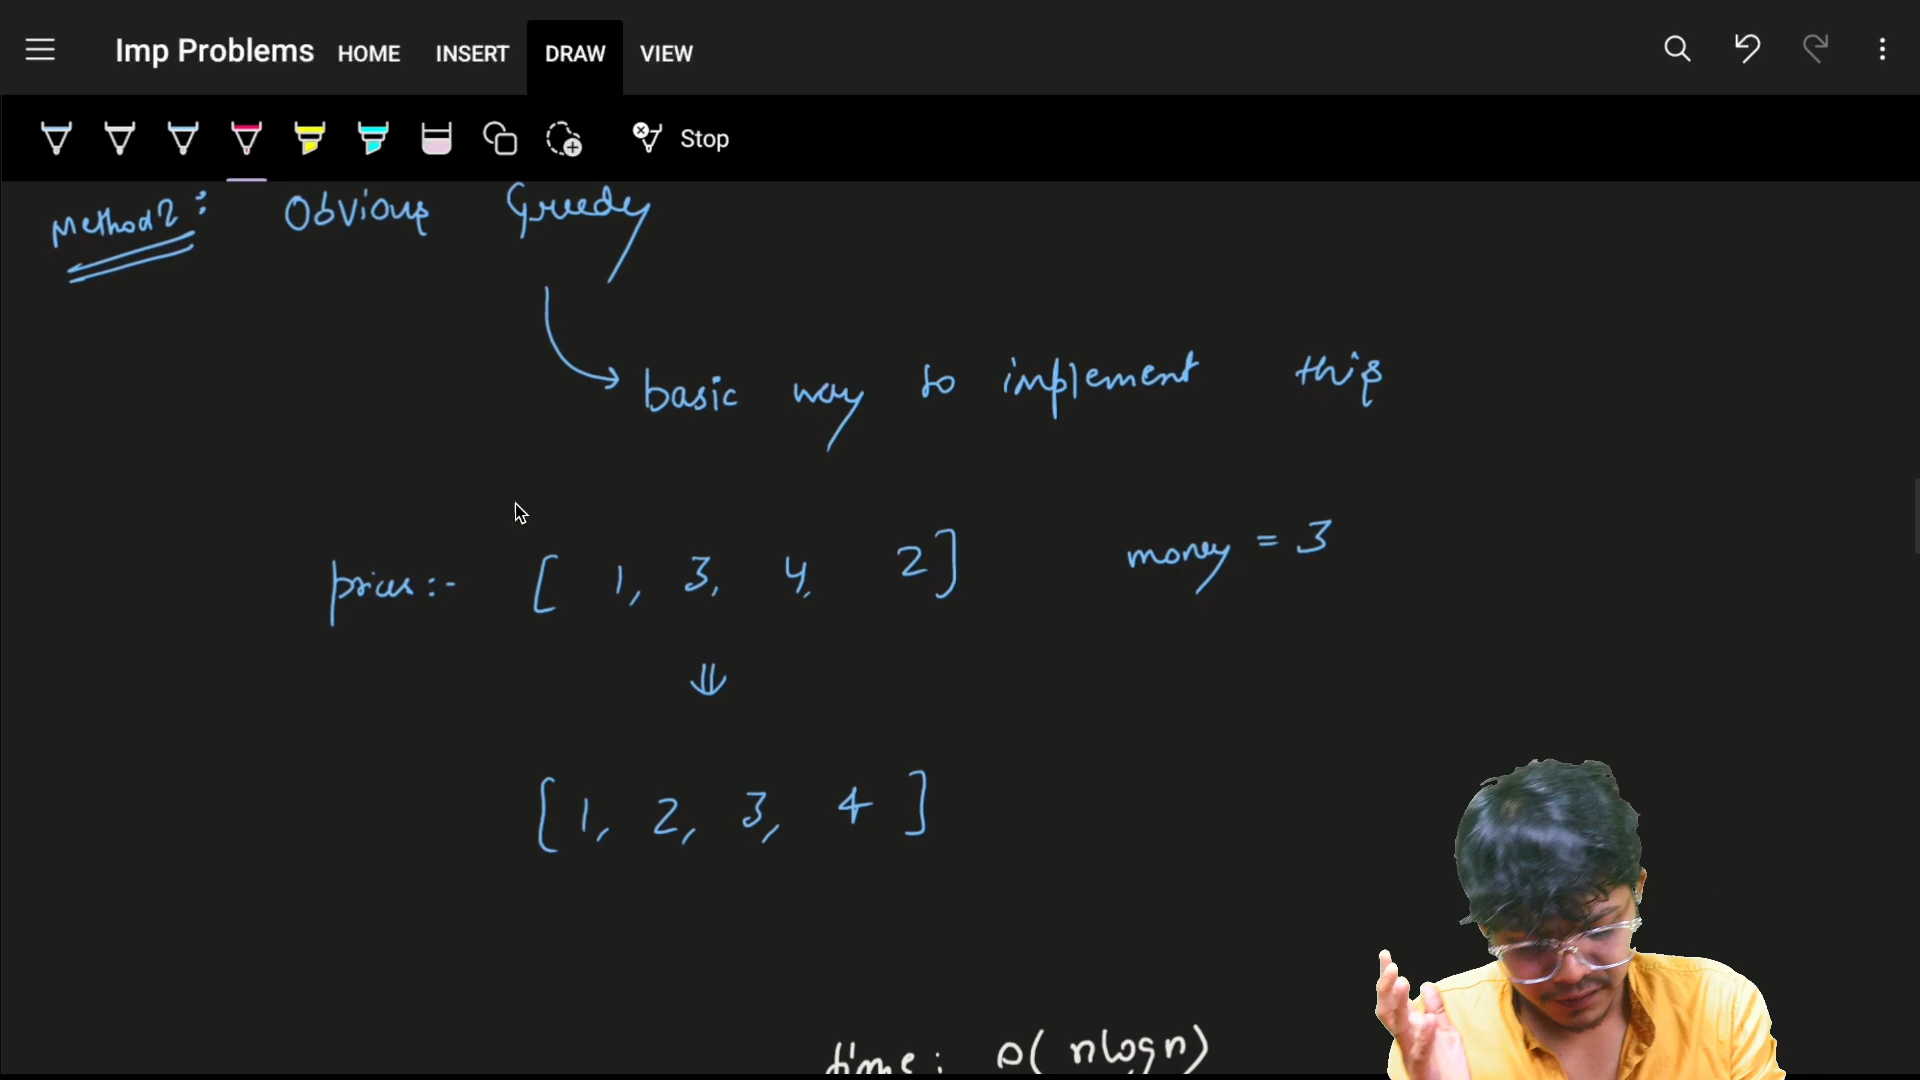 Imp Problems HOME INSERT DRAW VIEW
Stop
Method2: Obvious Greedy
basic way to implement this
prices:- [ 1, 3, 4, 2] money = 3
[ 1, 2, 3, 4 ]
time: O( nlogn)